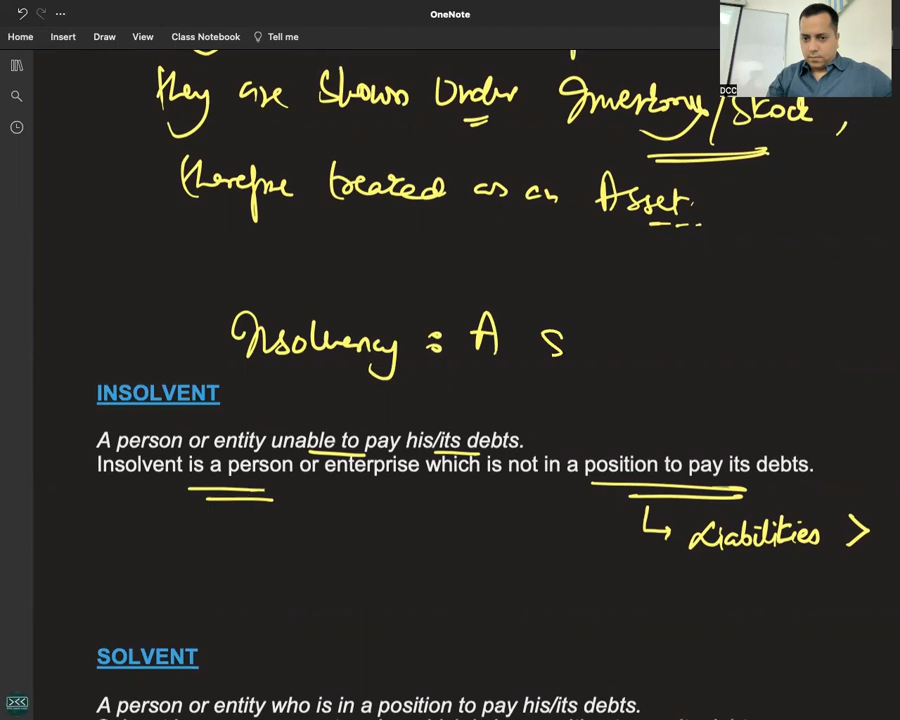 OneNote
Home Insert Draw View Class Notebook Tell me
DCC
they are shown under Inventory/Stock,
therefore treated as an Asset.
Insolvency : A S
INSOLVENT
A person or entity unable to pay his/its debts.
Insolvent is a person or enterprise which is not in a position to pay its debts.
↳ Liabilities >
SOLVENT
A person or entity who is in a position to pay his/its debts.